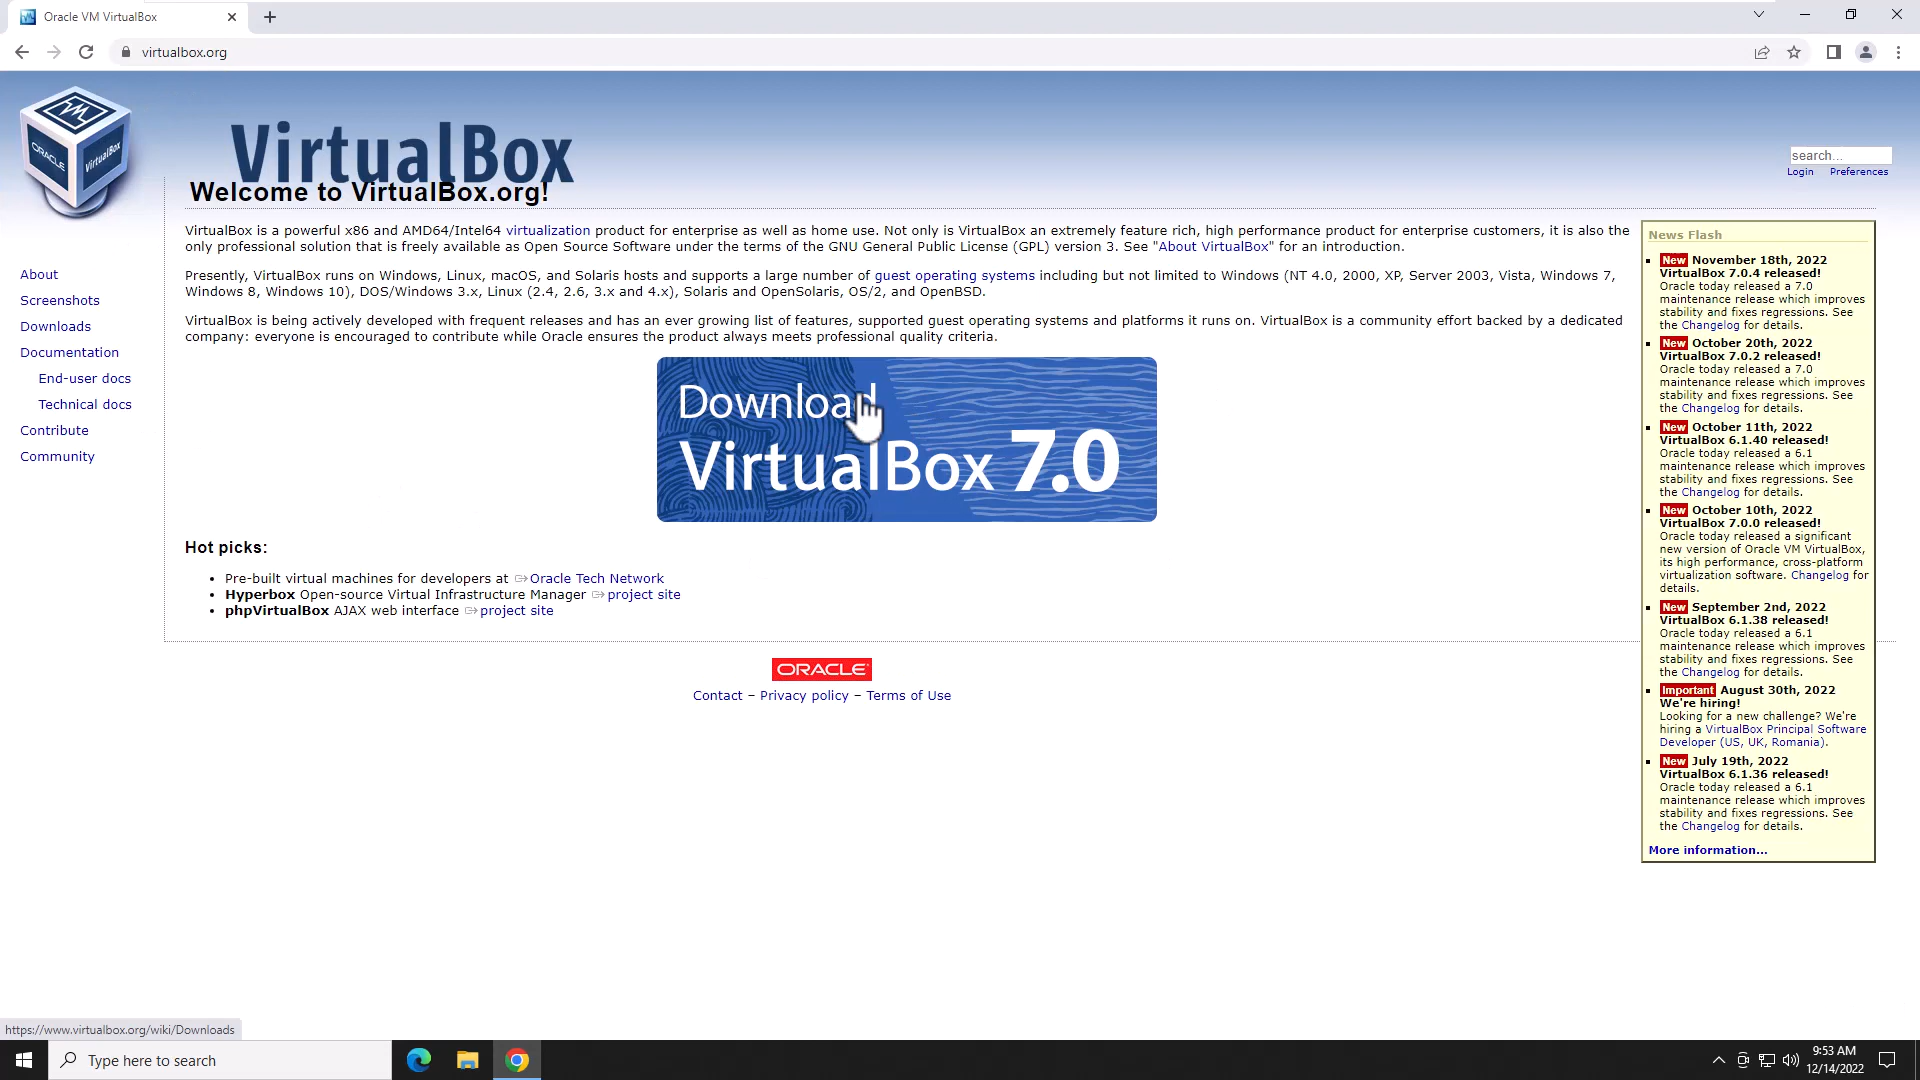 Oracle VM VirtualBox
virtualbox.org
ORACLE
VirtualBox
VirtualBox
search...
Login Preferences
Welcome to VirtualBox.org!
VirtualBox is a powerful x86 and AMD64/Intel64 virtualization product for enterprise as well as home use. Not only is VirtualBox an extremely feature rich, high performance product for enterprise customers, it is also the
only professional solution that is freely available as Open Source Software under the terms of the GNU General Public License (GPL) version 3. See "About VirtualBox" for an introduction.
Presently, VirtualBox runs on Windows, Linux, macOS, and Solaris hosts and supports a large number of guest operating systems including but not limited to Windows (NT 4.0, 2000, XP, Server 2003, Vista, Windows 7,
Windows 8, Windows 10), DOS/Windows 3.x, Linux (2.4, 2.6, 3.x and 4.x), Solaris and OpenSolaris, OS/2, and OpenBSD.
VirtualBox is being actively developed with frequent releases and has an ever growing list of features, supported guest operating systems and platforms it runs on. VirtualBox is a community effort backed by a dedicated
company: everyone is encouraged to contribute while Oracle ensures the product always meets professional quality criteria.
About
Screenshots
Downloads
Documentation
End-user docs
Technical docs
Contribute
Community
Download
VirtualBox 7.0
Hot picks:
Pre-built virtual machines for developers at Oracle Tech Network
Hyperbox Open-source Virtual Infrastructure Manager project site
phpVirtualBox AJAX web interface project site
ORACLE
Contact – Privacy policy – Terms of Use
News Flash
New November 18th, 2022
VirtualBox 7.0.4 released!
Oracle today released a 7.0
maintenance release which improves
stability and fixes regressions. See
the Changelog for details.
New October 20th, 2022
VirtualBox 7.0.2 released!
Oracle today released a 7.0
maintenance release which improves
stability and fixes regressions. See
the Changelog for details.
New October 11th, 2022
VirtualBox 6.1.40 released!
Oracle today released a 6.1
maintenance release which improves
stability and fixes regressions. See
the Changelog for details.
New October 10th, 2022
VirtualBox 7.0.0 released!
Oracle today released a significant
new version of Oracle VM VirtualBox,
its high performance, cross-platform
virtualization software. Changelog for
details.
New September 2nd, 2022
VirtualBox 6.1.38 released!
Oracle today released a 6.1
maintenance release which improves
stability and fixes regressions. See
the Changelog for details.
Important August 30th, 2022
We're hiring!
Looking for a new challenge? We're
hiring a VirtualBox Principal Software
Developer (US, UK, Romania).
New July 19th, 2022
VirtualBox 6.1.36 released!
Oracle today released a 6.1
maintenance release which improves
stability and fixes regressions. See
the Changelog for details.
More information...
https://www.virtualbox.org/wiki/Downloads
Type here to search
9:53 AM
12/14/2022